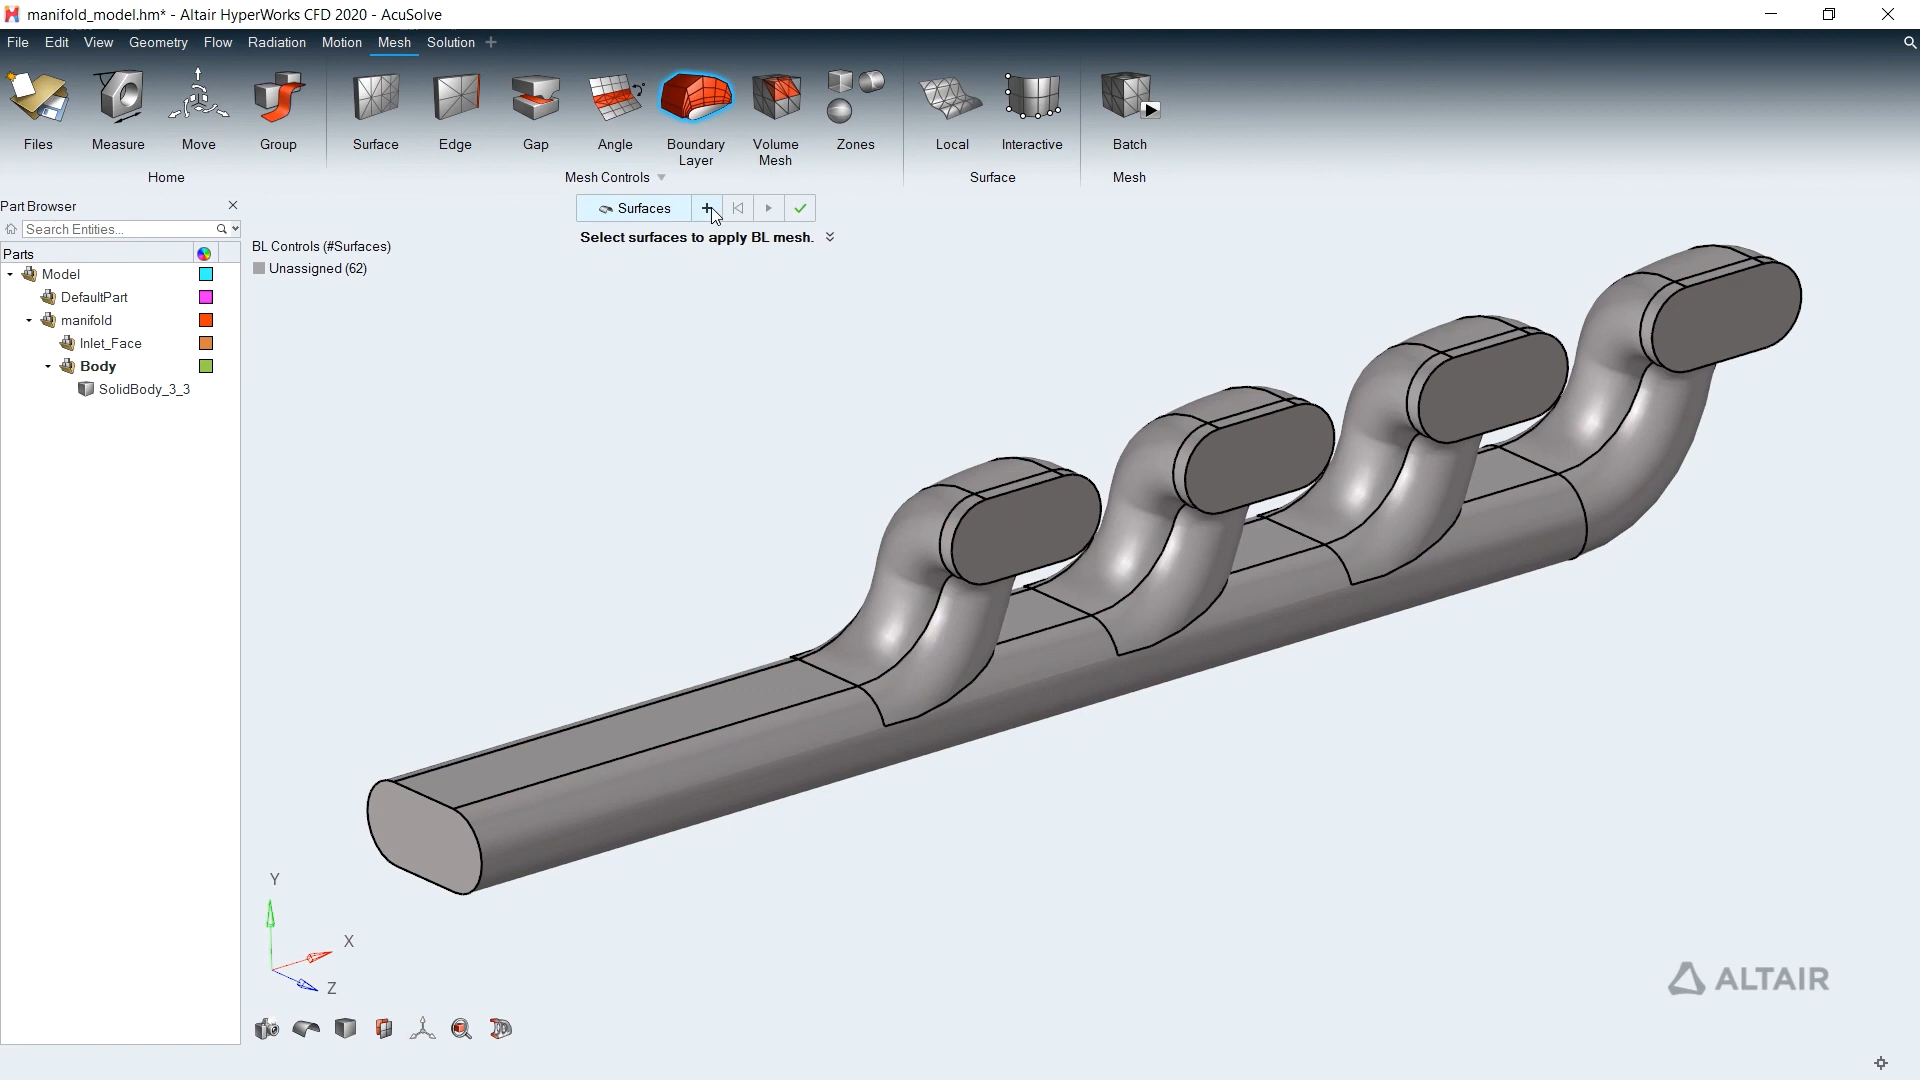 manifold_model.hm* - Altair HyperWorks CFD 2020 - AcuSolve
File Edit View Geometry Flow Radiation Motion Mesh Solution
Files Measure Move Group Surface Edge Gap Angle Boundary Layer Volume Mesh Zones Local Interactive Batch
Home Mesh Controls Surface Mesh
Part Browser
Surfaces
Search Entities...
Select surfaces to apply BL mesh.
BL Controls (#Surfaces)
Unassigned (62)
Parts
Model
DefaultPart
manifold
Inlet_Face
Body
SolidBody_3_3
Y
X
Z
ALTAIR